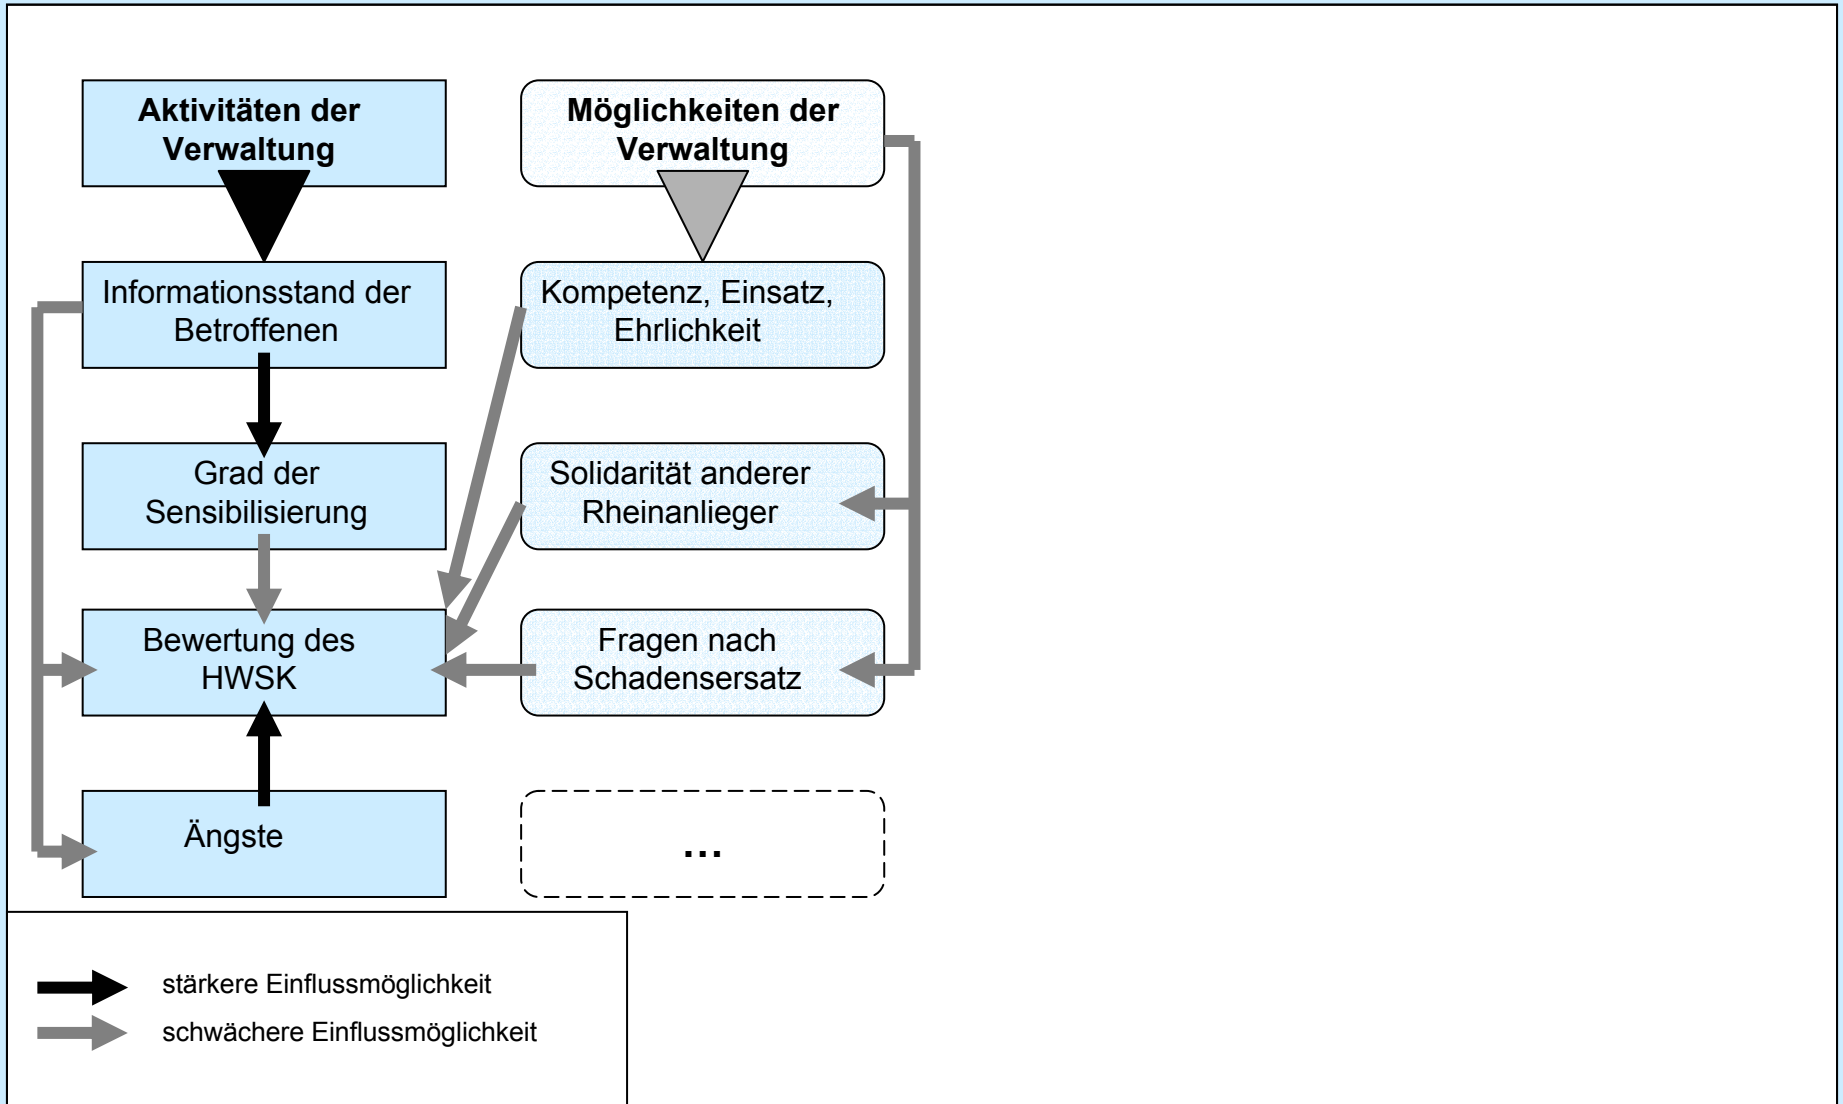 Aktivitäten der
Verwaltung
Informationsstand der
Betroffenen
Grad der
Sensibilisierung
Bewertung des
HWSK
Ängste
Möglichkeiten der
Verwaltung
Kompetenz, Einsatz,
Ehrlichkeit
Solidarität anderer
Rheinanlieger
Fragen nach
Schadensersatz
...
stärkere Einflussmöglichkeit
schwächere Einflussmöglichkeit